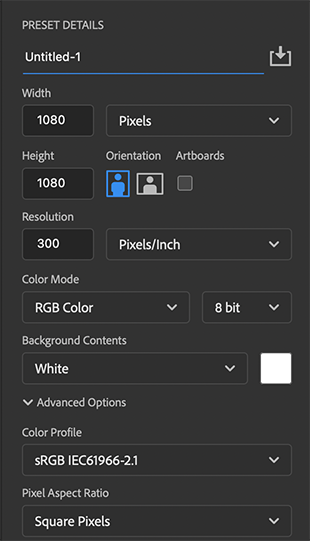 PRESET DETAILS
Untitled-1
Width
1080 Pixels
Height Orientation Artboards
1080
Resolution
300 Pixels/Inch
Color Mode
RGB Color 8 bit
Background Contents
White
Advanced Options
Color Profile
sRGB IEC61966-2.1
Pixel Aspect Ratio
Square Pixels